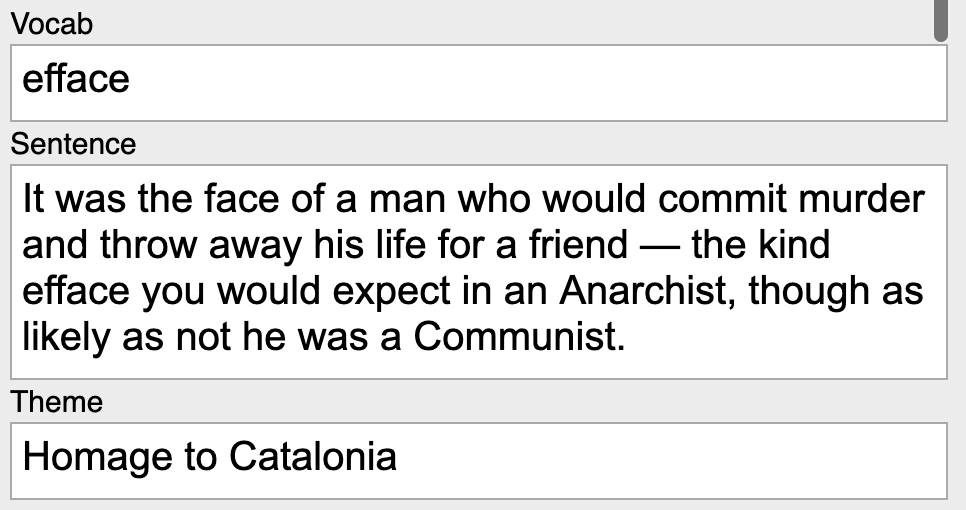 Vocab
efface
Sentence
It was the face of a man who would commit murder
and throw away his life for a friend — the kind
efface you would expect in an Anarchist, though as
likely as not he was a Communist.
Theme
Homage to Catalonia